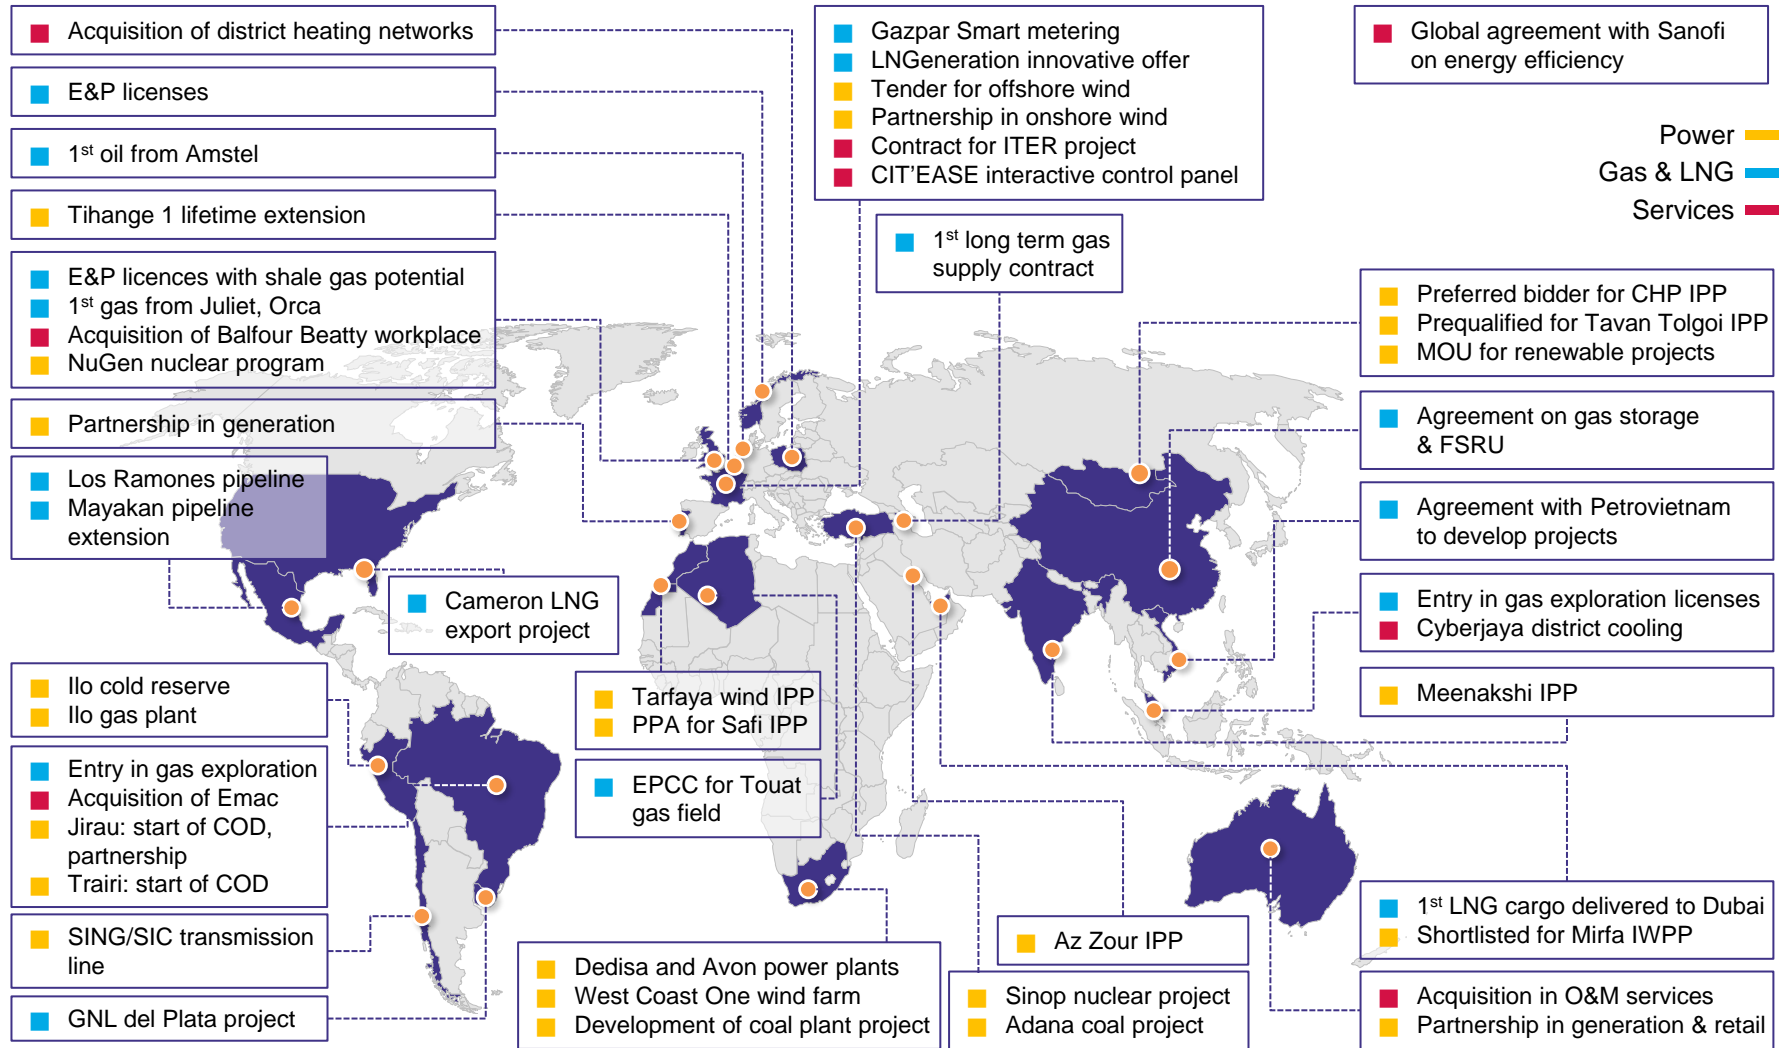 Acquisition of district heating networks
E&P licenses
1st oil from Amstel
Tihange 1 lifetime extension
E&P licences with shale gas potential
1st gas from Juliet, Orca
Acquisition of Balfour Beatty workplace
NuGen nuclear program
Partnership in generation
Los Ramones pipeline
Mayakan pipeline
extension
Gazpar Smart metering
LNGeneration innovative offer
Tender for offshore wind
Partnership in onshore wind
Contract for ITER project
CIT'EASE interactive control panel
Global agreement with Sanofi
on energy efficiency
Power
Gas & LNG
Services
1st long term gas
supply contract
Preferred bidder for CHP IPP
Prequalified for Tavan Tolgoi IPP
MOU for renewable projects
Agreement on gas storage
& FSRU
Agreement with Petrovietnam
to develop projects
Entry in gas exploration licenses
Cyberjaya district cooling
Meenakshi IPP
Cameron LNG
export project
Ilo cold reserve
Ilo gas plant
Entry in gas exploration
Acquisition of Emac
Jirau: start of COD,
partnership
Trairi: start of COD
SING/SIC transmission
line
GNL del Plata project
Tarfaya wind IPP
PPA for Safi IPP
EPCC for Touat
gas field
Dedisa and Avon power plants
West Coast One wind farm
Development of coal plant project
Az Zour IPP
Sinop nuclear project
Adana coal project
1st LNG cargo delivered to Dubai
Shortlisted for Mirfa IWPP
Acquisition in O&M services
Partnership in generation & retail